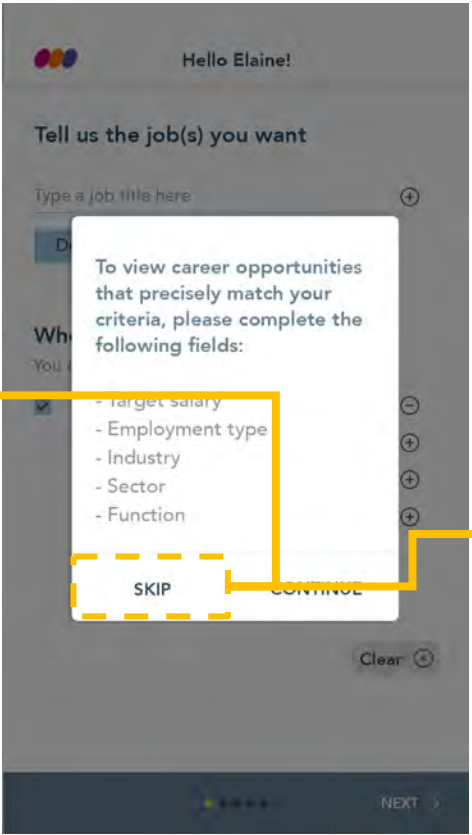 Hello Elaine!
Tell us the job(s) you want
Type a job title here
To view career opportunities
that precisely match your
criteria, please complete the
following fields:
- Target salary
- Employment type
- Industry
- Sector
- Function
SKIP CONTINUE
Clear
NEXT